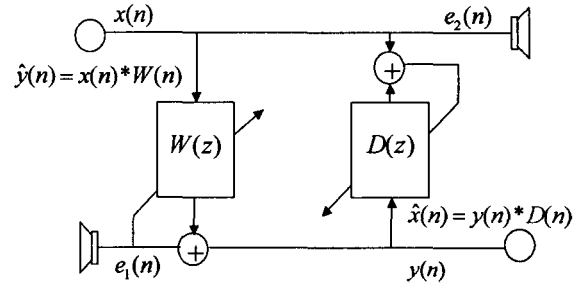 x(n)
e₂(n)
ŷ(n) = x(n)*W(n)
+
W(z)
D(z)
x̂(n) = y(n)*D(n)
+
e₁(n)
y(n)